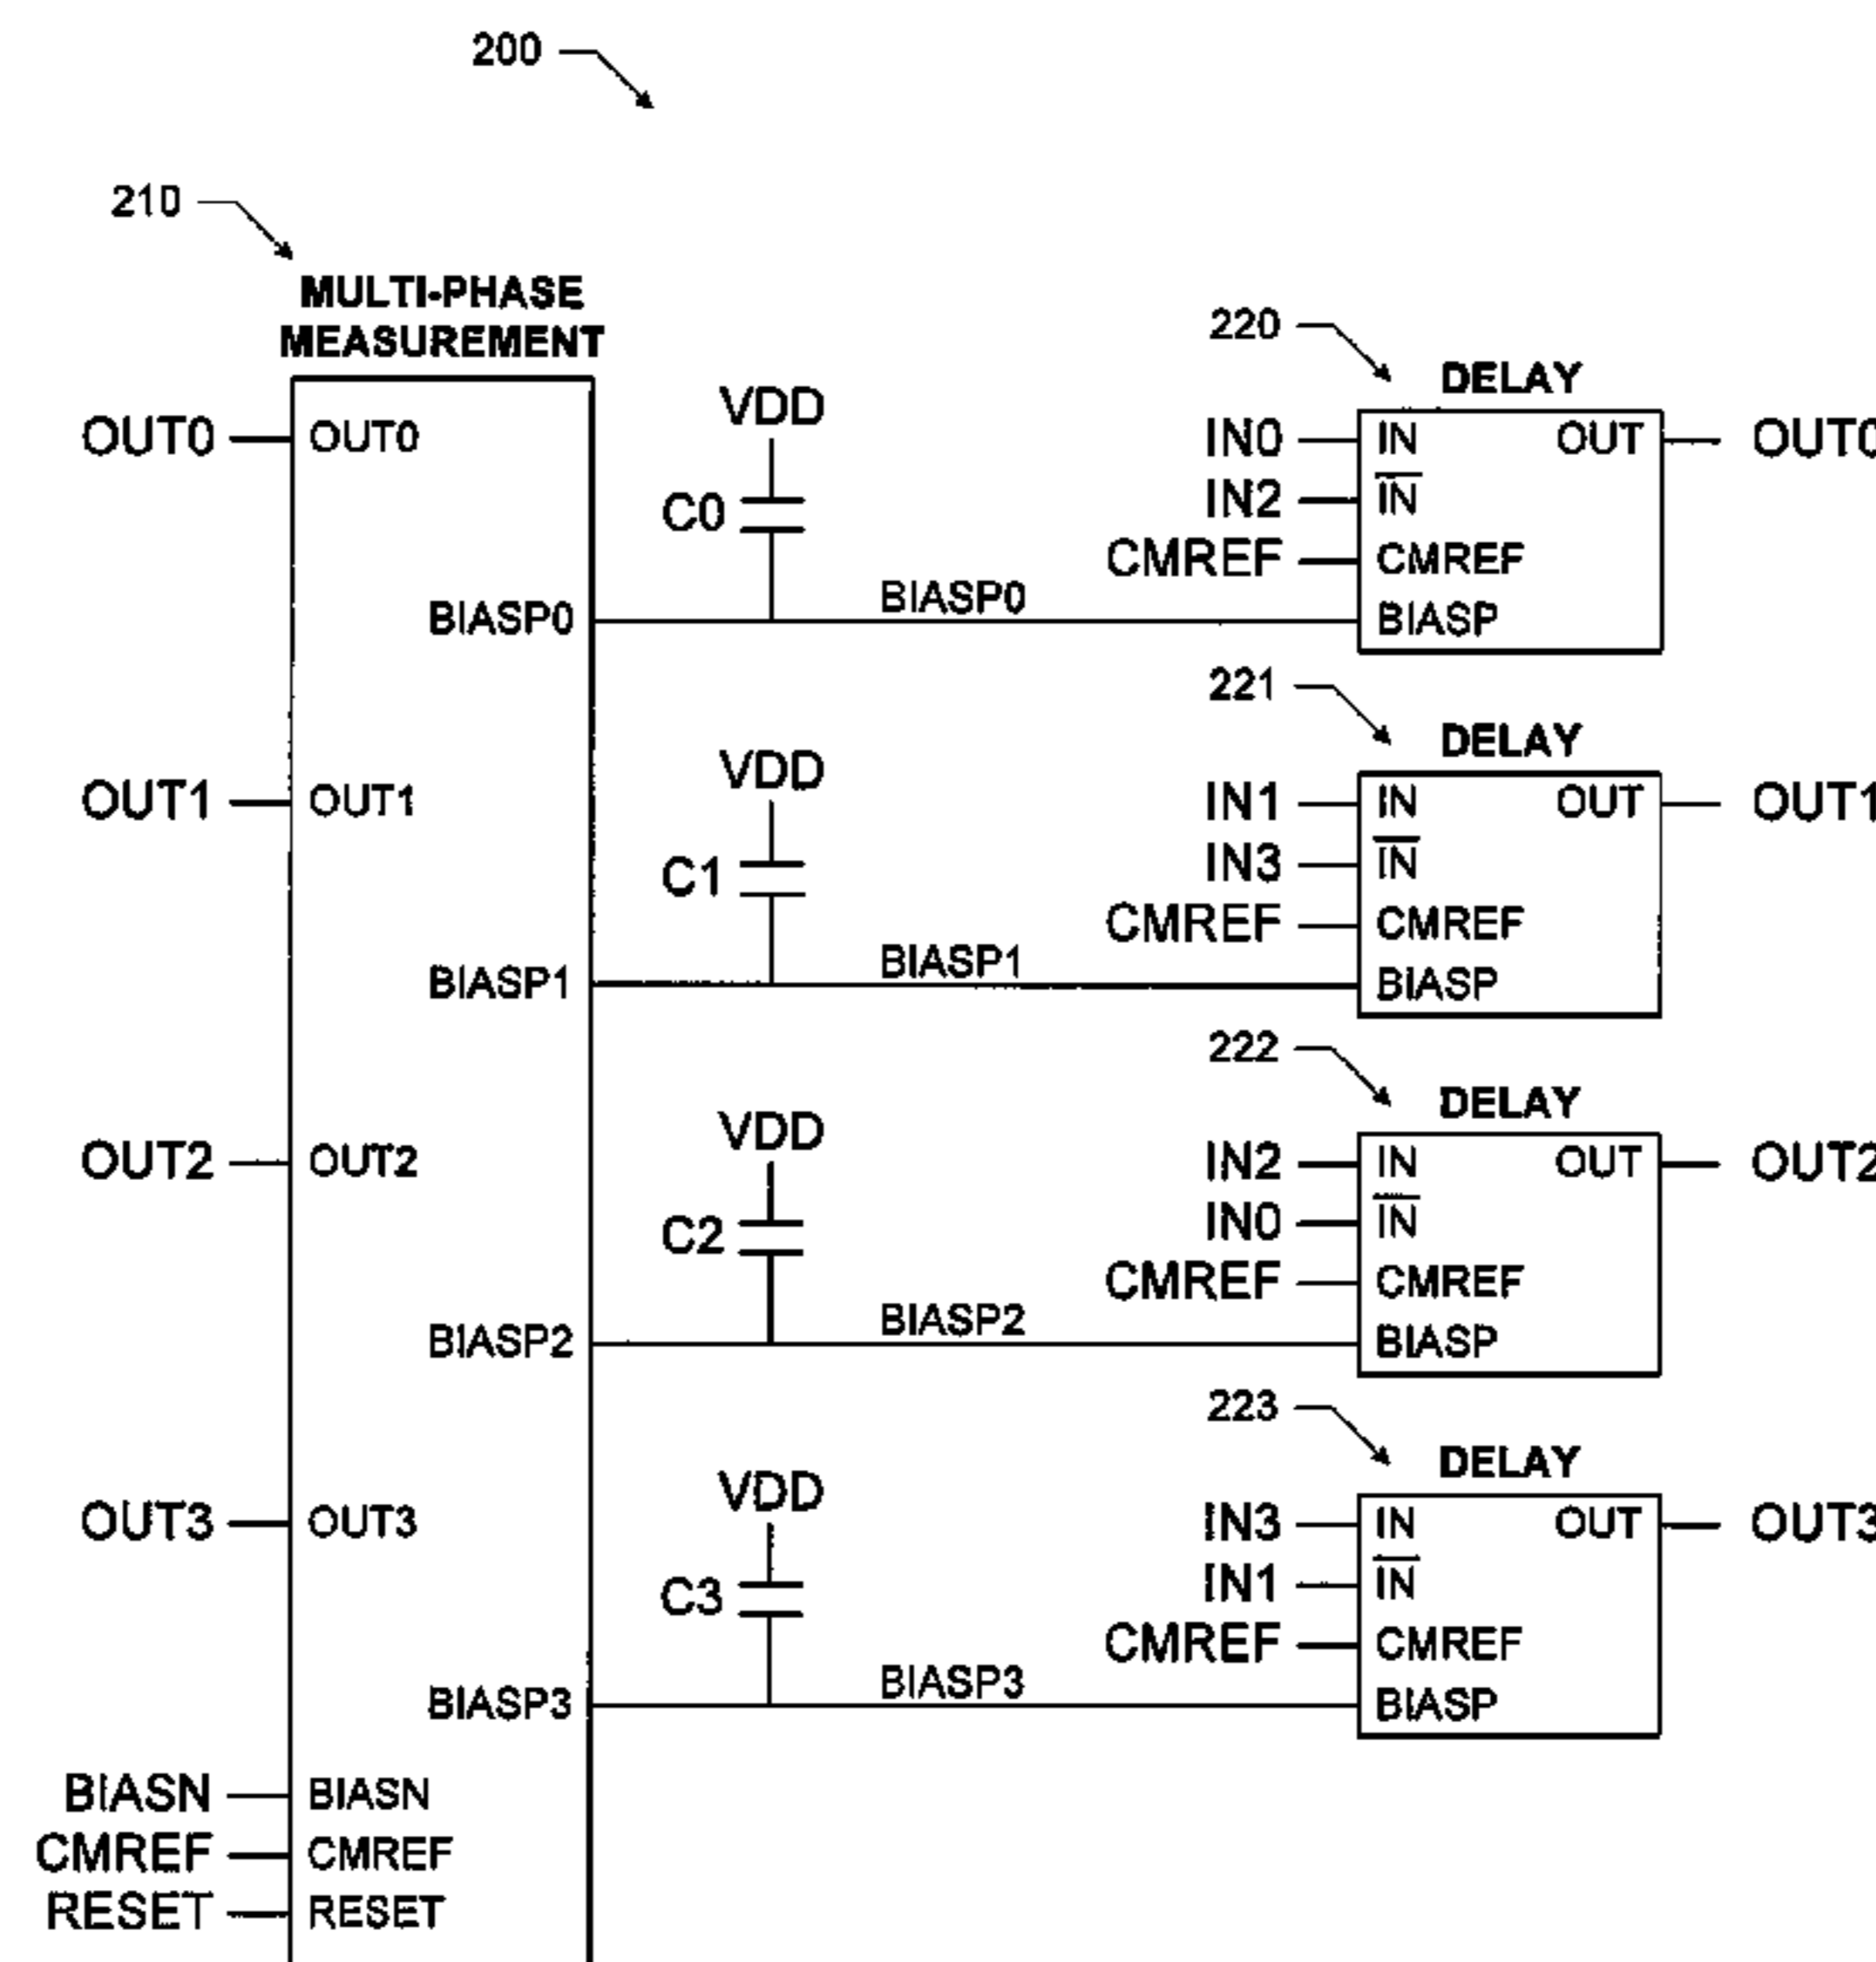 200
210
MULTI-PHASE
MEASUREMENT
220
DELAY
OUT0 OUT0
VDD
IN0 IN OUT OUT0
C0
IN2 IN
CMREF CMREF
BIASP0 BIASP0 BIASP
221
DELAY
VDD
OUT1 OUT1
IN1 IN OUT OUT1
C1
IN3 IN
CMREF CMREF
BIASP1 BIASP1 BIASP
222
DELAY
VDD
OUT2 OUT2
IN2 IN OUT OUT2
C2
IN0 IN
CMREF CMREF
BIASP2 BIASP2 BIASP
223
DELAY
VDD
OUT3 OUT3
IN3 IN OUT OUT3
C3
IN1 IN
CMREF CMREF
BIASP3 BIASP3 BIASP
BIASN BIASN
CMREF CMREF
RESET RESET